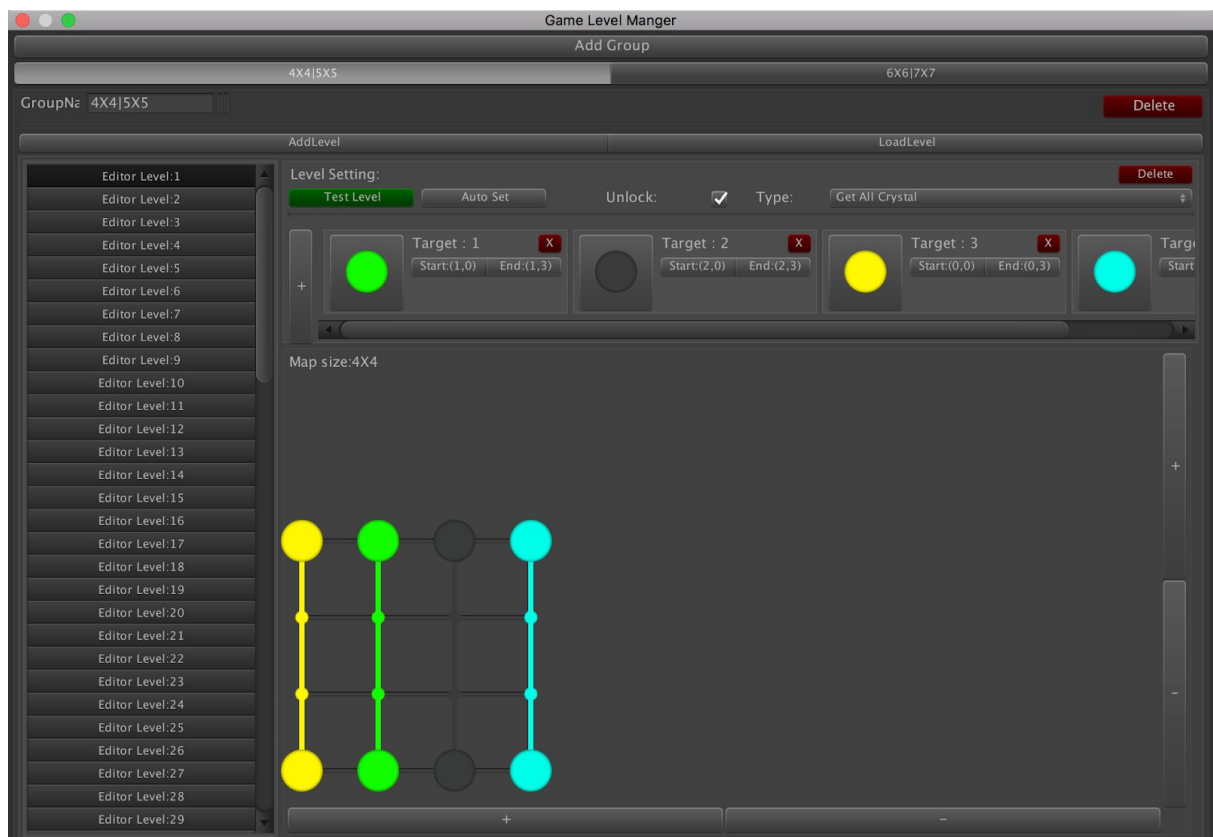 Game Level Manger
Add Group
4X4|5X5 6X6|7X7
GroupNa 4X4|5X5 Delete
AddLevel LoadLevel
Editor Level:1
Editor Level:2
Editor Level:3
Editor Level:4
Editor Level:5
Editor Level:6
Editor Level:7
Editor Level:8
Editor Level:9
Editor Level:10
Editor Level:11
Editor Level:12
Editor Level:13
Editor Level:14
Editor Level:15
Editor Level:16
Editor Level:17
Editor Level:18
Editor Level:19
Editor Level:20
Editor Level:21
Editor Level:22
Editor Level:23
Editor Level:24
Editor Level:25
Editor Level:26
Editor Level:27
Editor Level:28
Editor Level:29
Level Setting: Delete
Test Level Auto Set Unlock: Type: Get All Crystal
+
Target : 1 X
Start:(1,0) End:(1,3)
Target : 2 X
Start:(2,0) End:(2,3)
Target : 3 X
Start:(0,0) End:(0,3)
Targe
Start
Map size:4X4
+
-
+ -